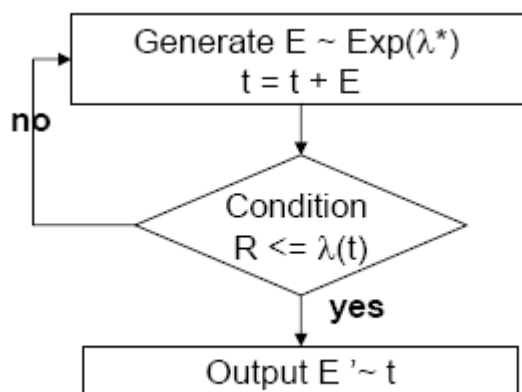 Generate E ~ Exp(λ*)
t = t + E
no
Condition
R <= λ(t)
yes
Output E '~ t